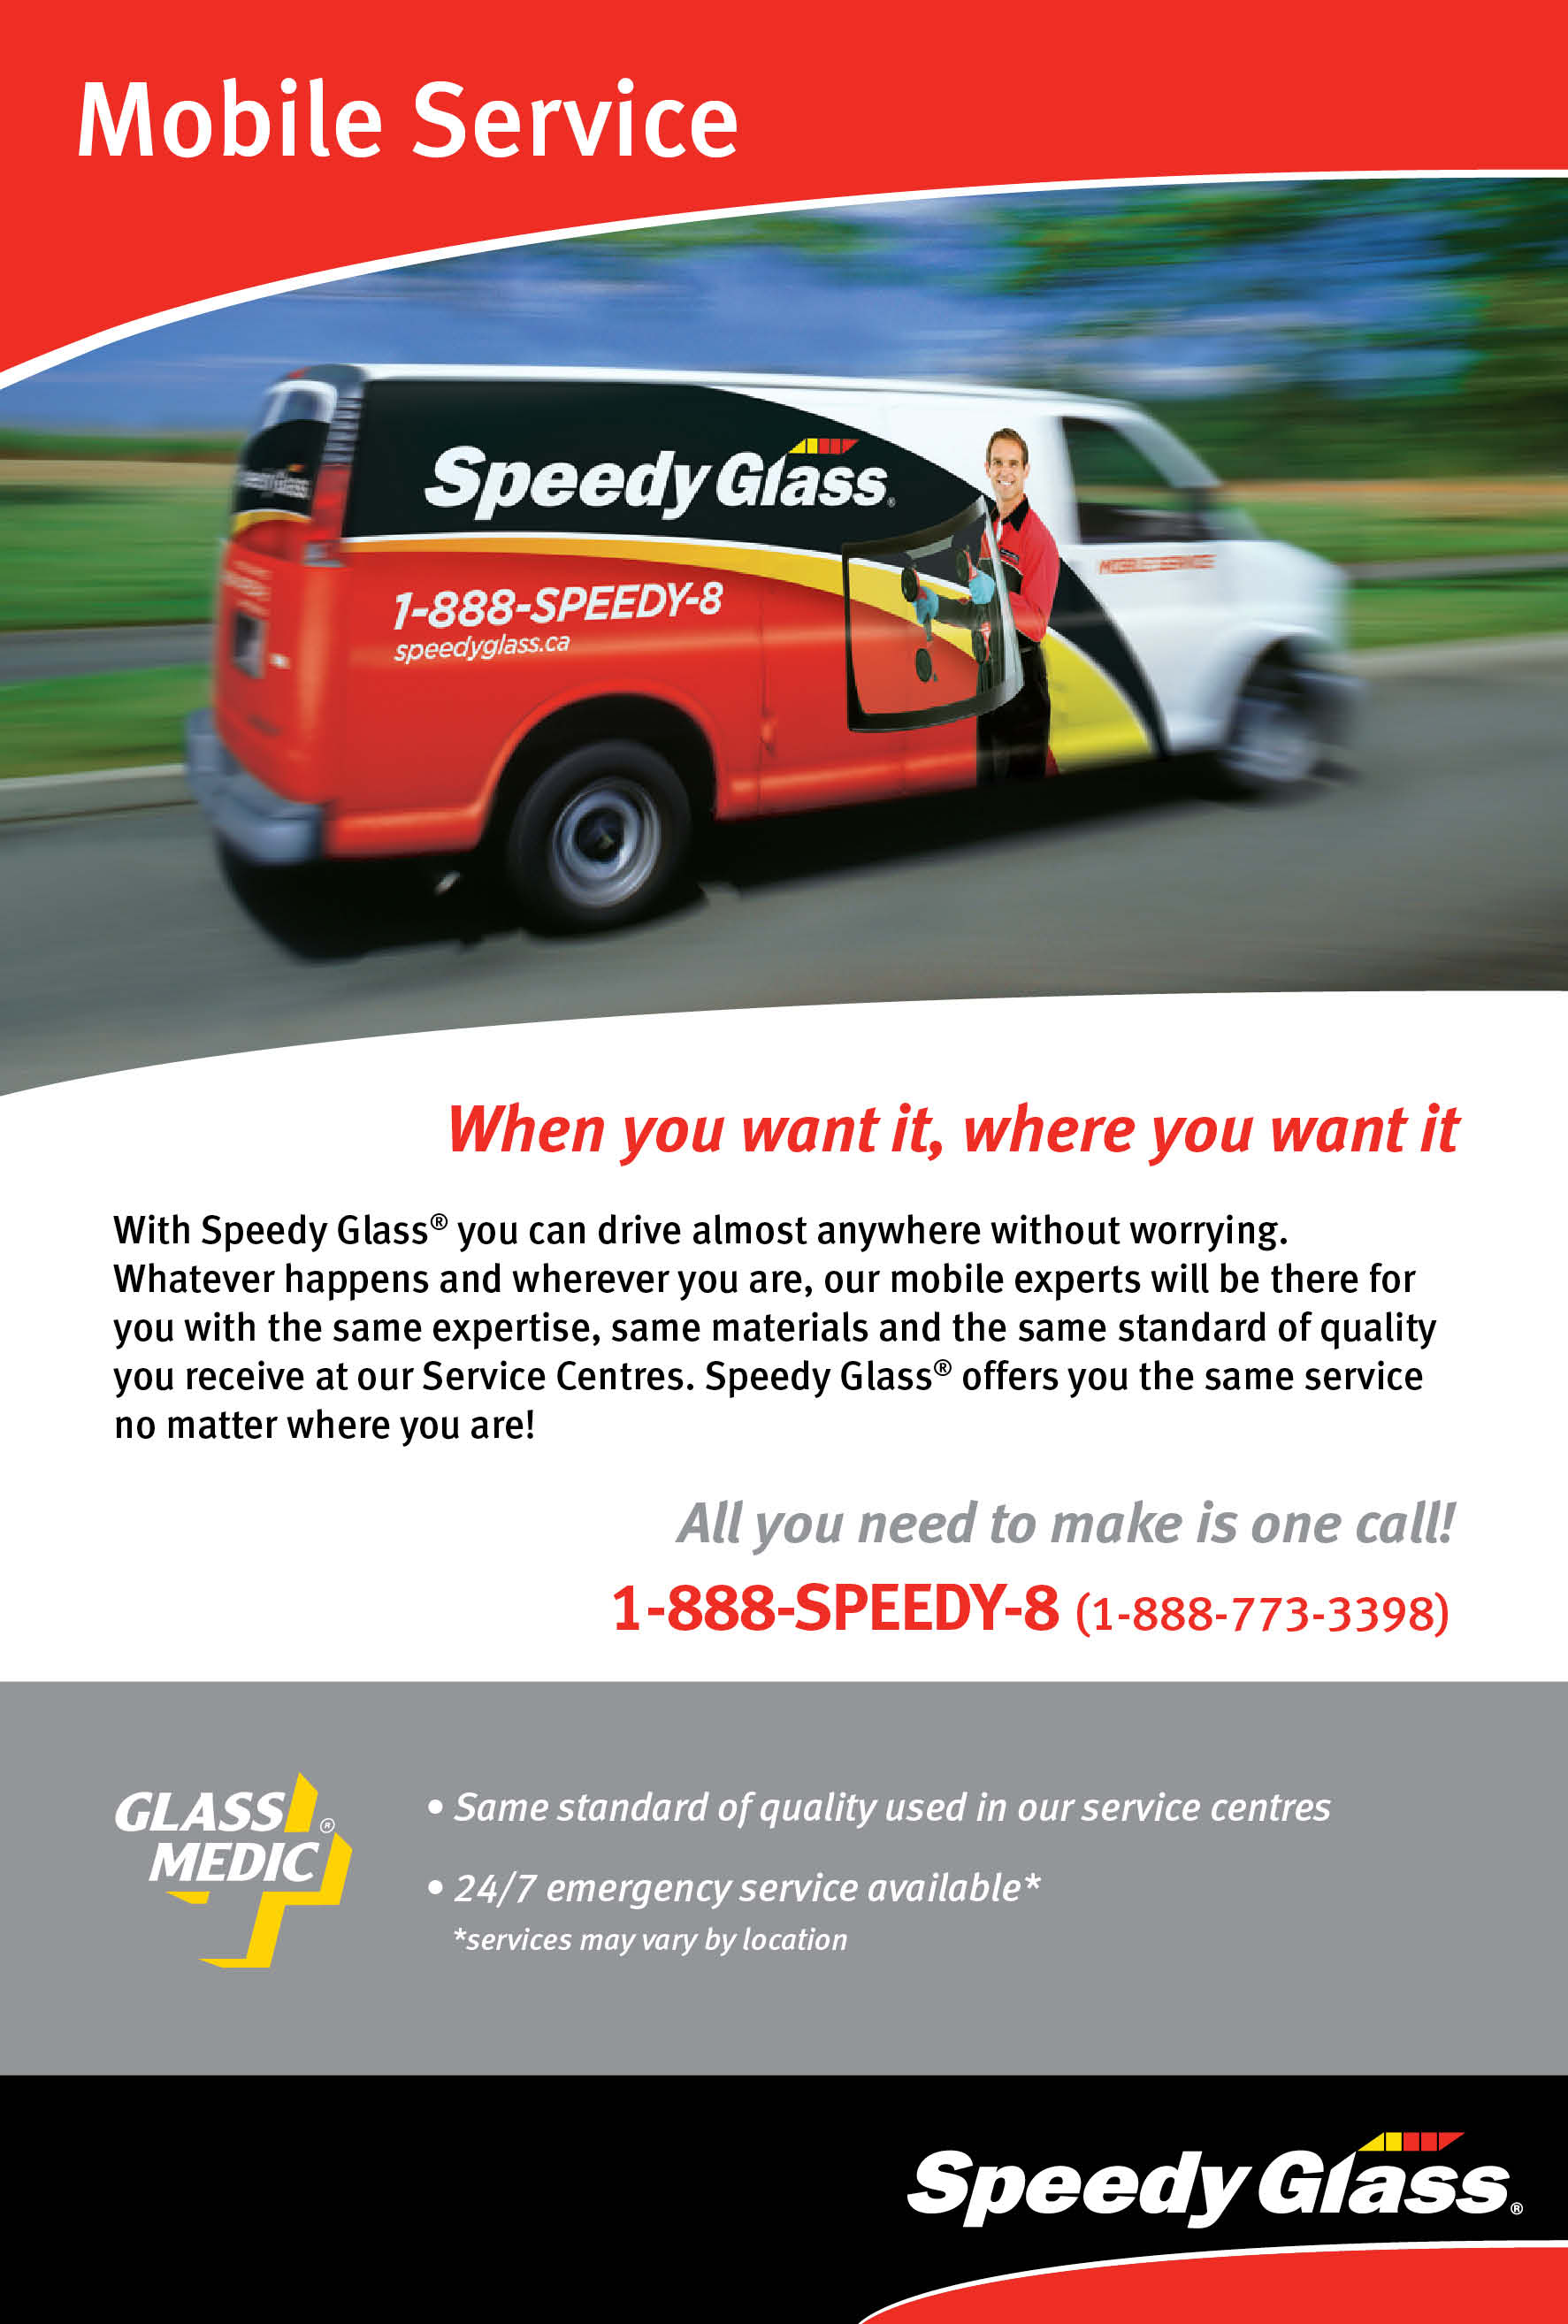 Mobile Service
Speedy Glass®
1-888-SPEEDY-8
speedyglass.ca
MOBILE SERVICE
When you want it, where you want it
With Speedy Glass® you can drive almost anywhere without worrying.
Whatever happens and wherever you are, our mobile experts will be there for
you with the same expertise, same materials and the same standard of quality
you receive at our Service Centres. Speedy Glass® offers you the same service
no matter where you are!
All you need to make is one call!
1-888-SPEEDY-8 (1-888-773-3398)
GLASS
MEDIC®
• Same standard of quality used in our service centres
• 24/7 emergency service available*
*services may vary by location
Speedy Glass®